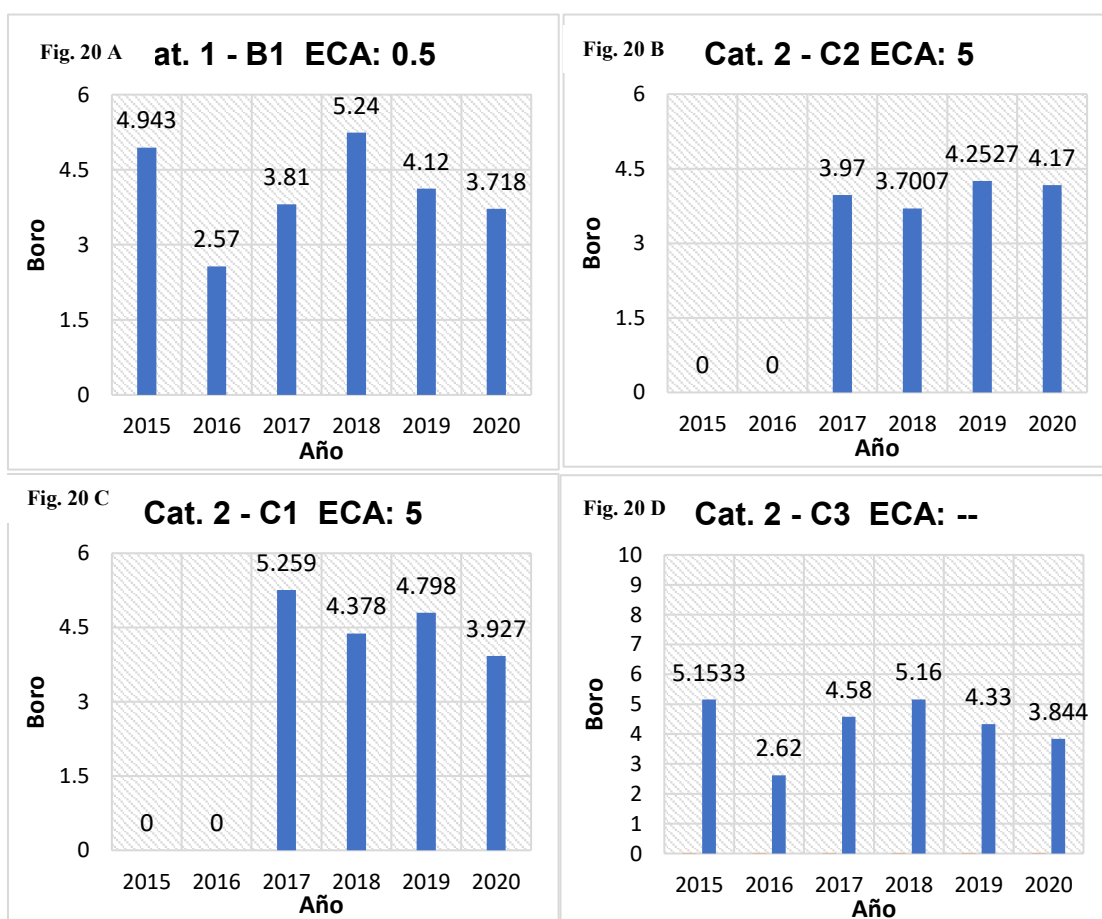 Fig. 20 A
at. 1 - B1 ECA: 0.5
6
4.5
3
1.5
0
Boro
4.943
2.57
3.81
5.24
4.12
3.718
2015 2016 2017 2018 2019 2020
Año
Fig. 20 B
Cat. 2 - C2 ECA: 5
6
4.5
3
1.5
0
Boro
0
0
3.97
3.7007
4.2527
4.17
2015 2016 2017 2018 2019 2020
Año
Fig. 20 C
Cat. 2 - C1 ECA: 5
6
4.5
3
1.5
0
Boro
0
0
5.259
4.378
4.798
3.927
2015 2016 2017 2018 2019 2020
Año
Fig. 20 D
Cat. 2 - C3 ECA: --
10
9
8
7
6
5
4
3
2
1
0
Boro
5.1533
2.62
4.58
5.16
4.33
3.844
2015 2016 2017 2018 2019 2020
Año